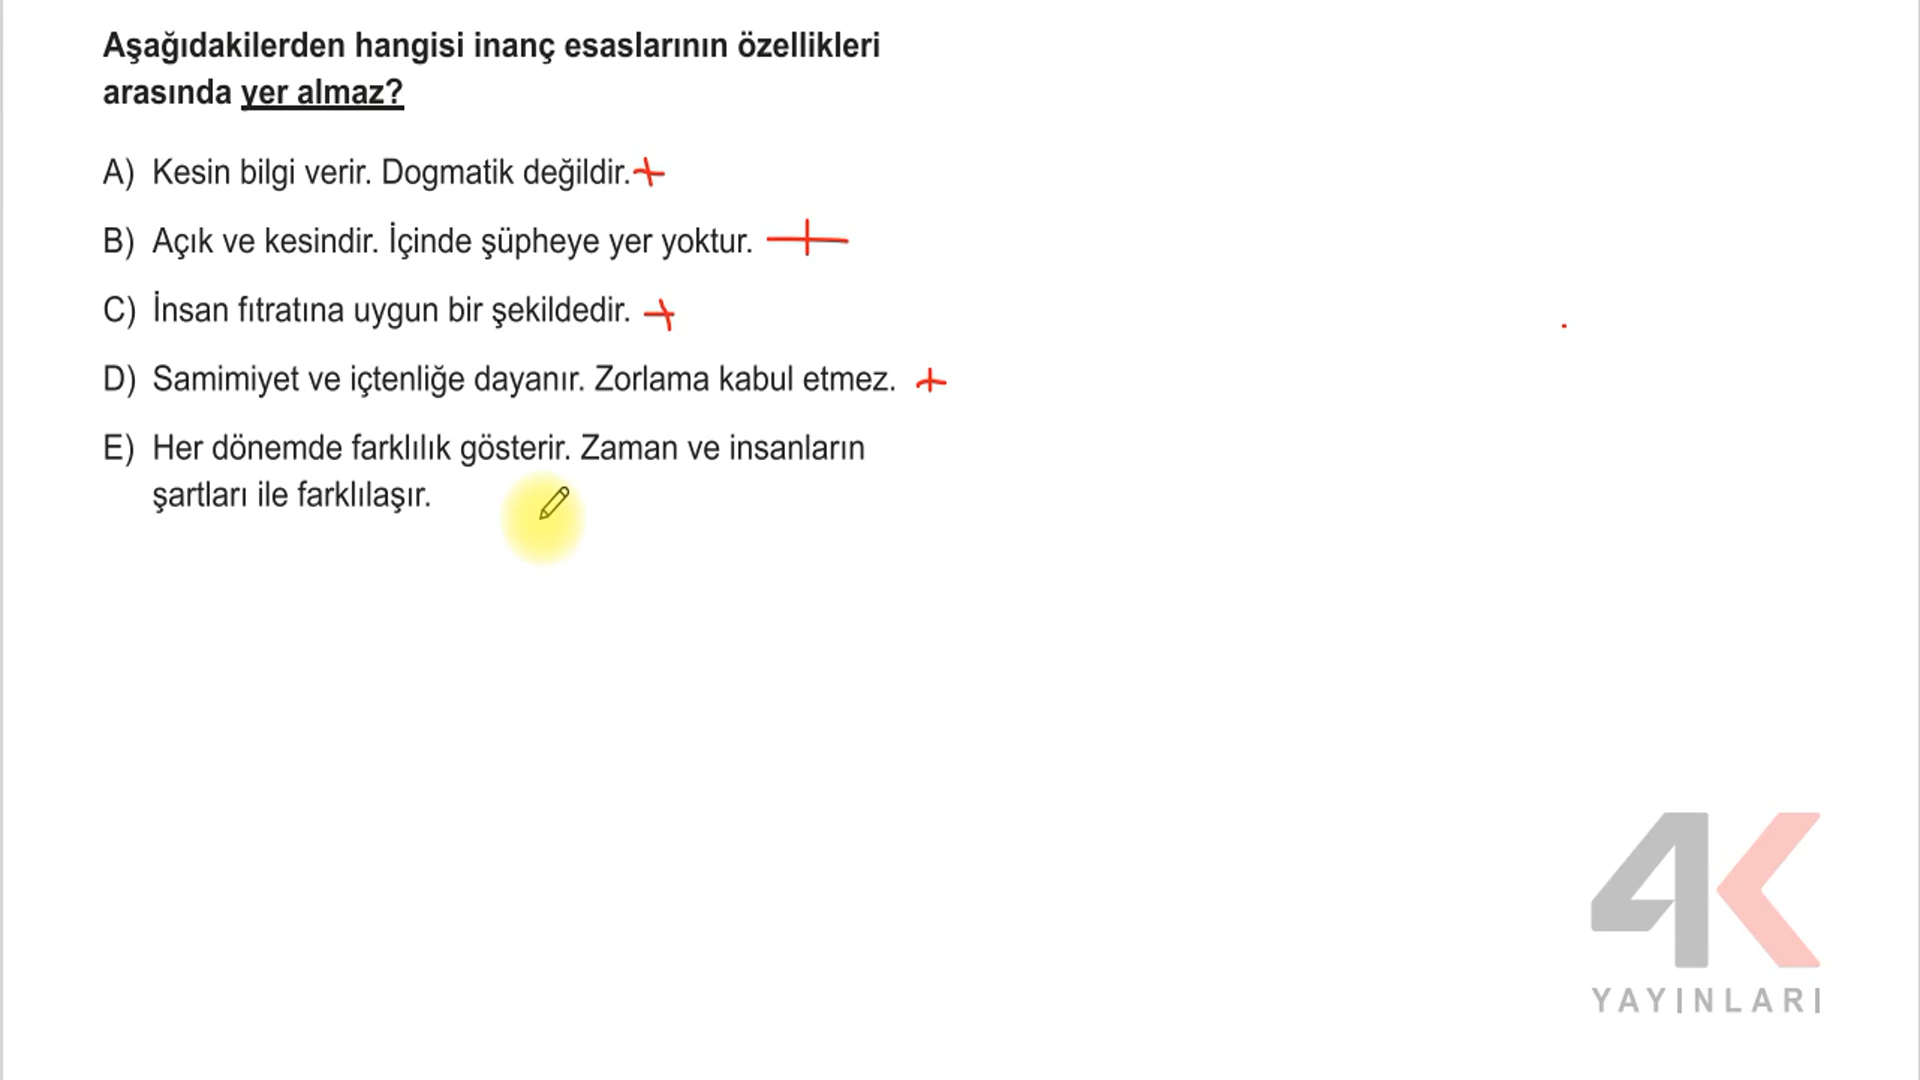 Aşağıdakilerden hangisi inanç esaslarının özellikleri
arasında yer almaz?
A) Kesin bilgi verir. Dogmatik değildir.
B) Açık ve kesindir. İçinde şüpheye yer yoktur.
C) İnsan fıtratına uygun bir şekildedir.
D) Samimiyet ve içtenliğe dayanır. Zorlama kabul etmez.
E) Her dönemde farklılık gösterir. Zaman ve insanların
şartları ile farklılaşır.
4K
YAYINLARI